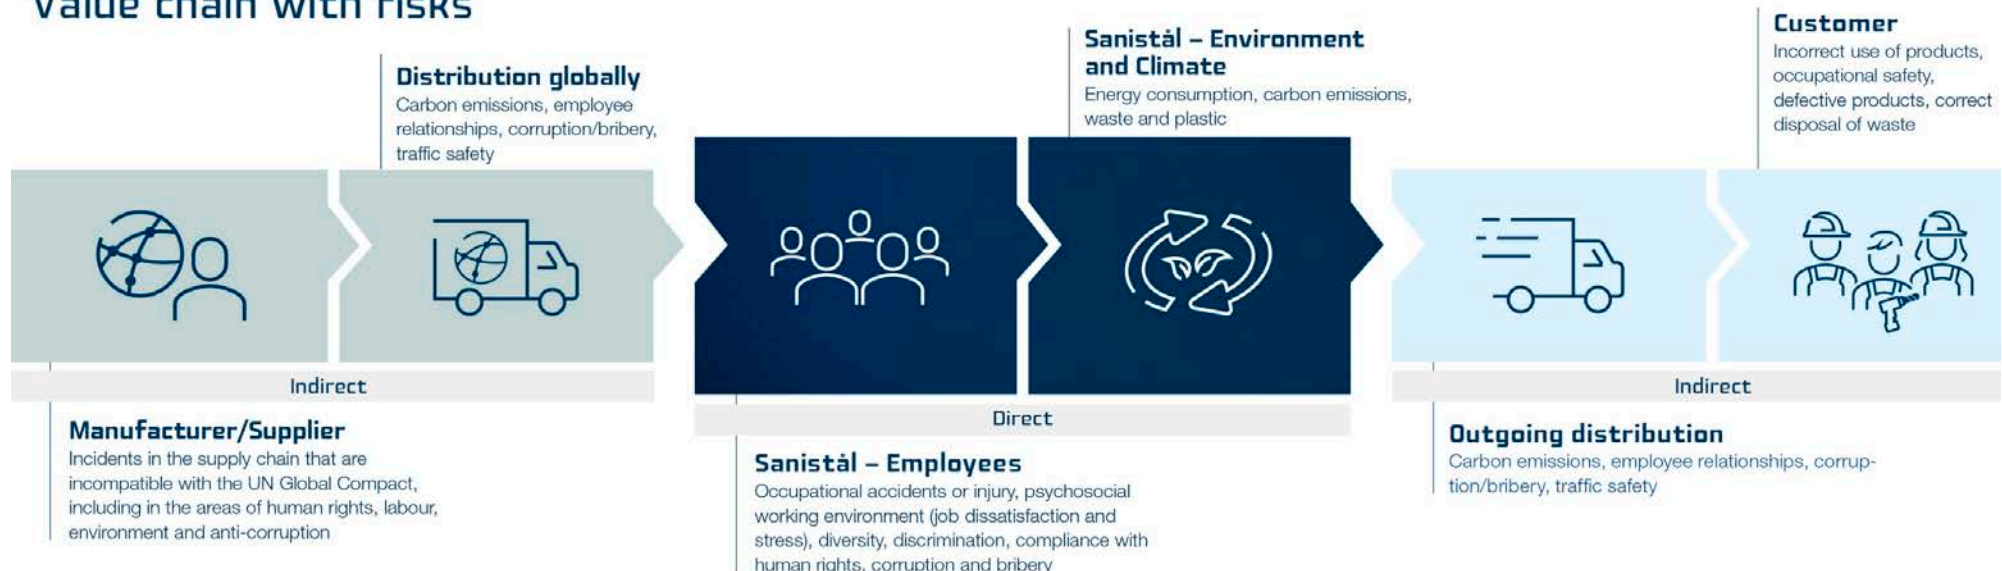 Value chain with risks
Distribution globally
Carbon emissions, employee
relationships, corruption/bribery,
traffic safety
Sanistål – Environment
and Climate
Energy consumption, carbon emissions,
waste and plastic
Customer
Incorrect use of products,
occupational safety,
defective products, correct
disposal of waste
Indirect
Direct
Indirect
Manufacturer/Supplier
Incidents in the supply chain that are
incompatible with the UN Global Compact,
including in the areas of human rights, labour,
environment and anti-corruption
Sanistål – Employees
Occupational accidents or injury, psychosocial
working environment (job dissatisfaction and
stress), diversity, discrimination, compliance with
human rights, corruption and bribery
Outgoing distribution
Carbon emissions, employee relationships, corrup-
tion/bribery, traffic safety